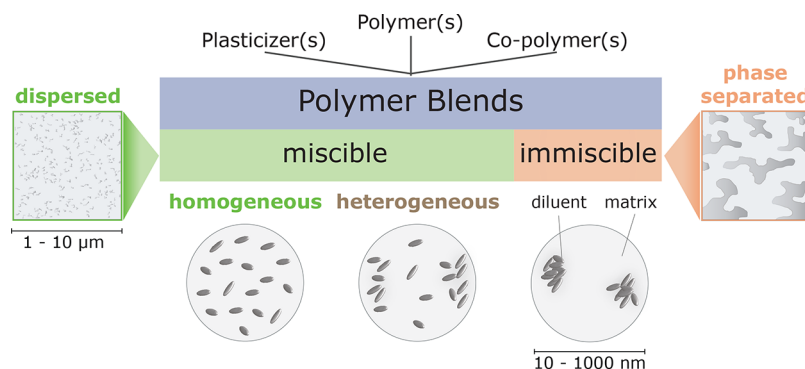 Polymer(s)
Plasticizer(s)
Co-polymer(s)
dispersed
Polymer Blends
phase
separated
miscible
immiscible
homogeneous
heterogeneous
diluent
matrix
1 - 10 µm
10 - 1000 nm